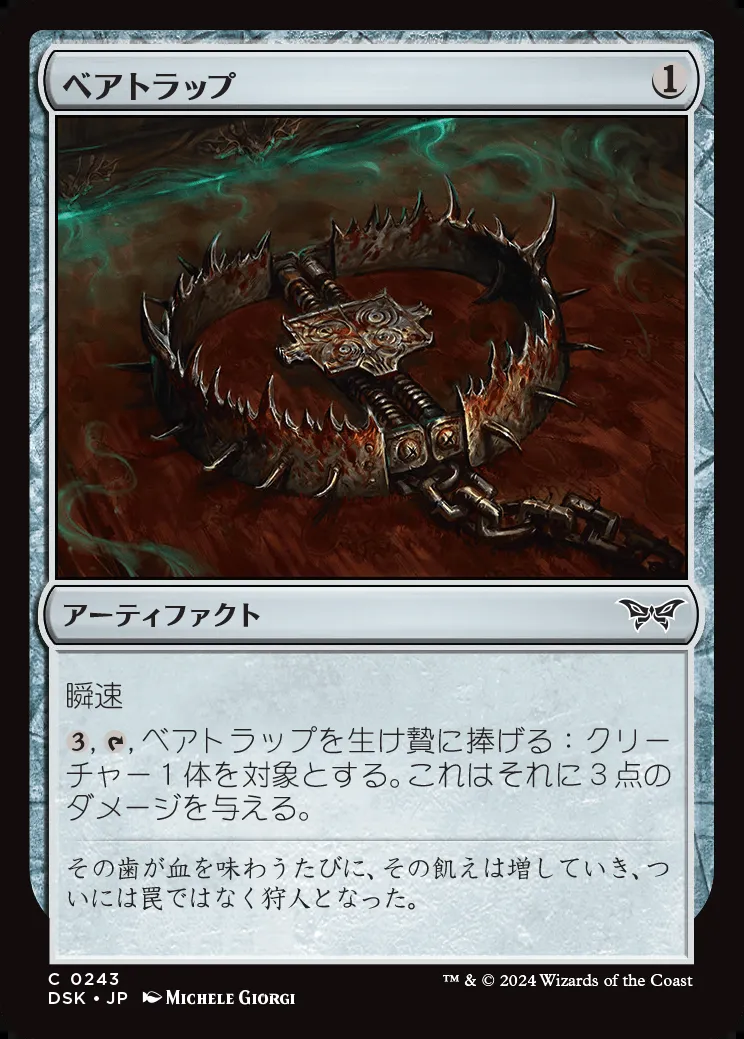 ベアトラップ 1
アーティファクト
瞬速
3, , ベアトラップを生け贄に捧げる：クリー
チャー１体を対象とする。これはそれに３点の
ダメージを与える。
その歯が血を味わうたびに、その飢えは増していき、つ
いには罠ではなく狩人となった。
C 0243
DSK • JP MICHELE GIORGI
™ & © 2024 Wizards of the Coast